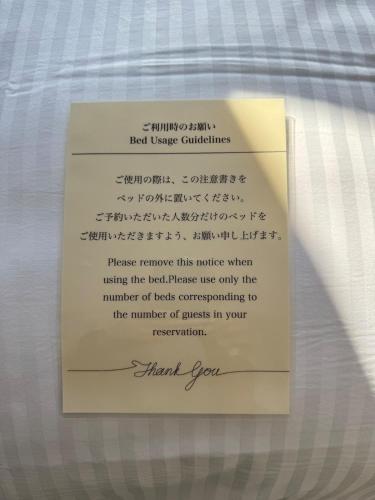 ご利用時のお願い
Bed Usage Guidelines
ご使用の際は、この注意書きを
ベッドの外に置いてください。
ご予約いただいた人数分だけのベッドを
ご使用いただきますよう、お願い申し上げます。
Please remove this notice when
using the bed.Please use only the
number of beds corresponding to
the number of guests in your
reservation.
Thank You